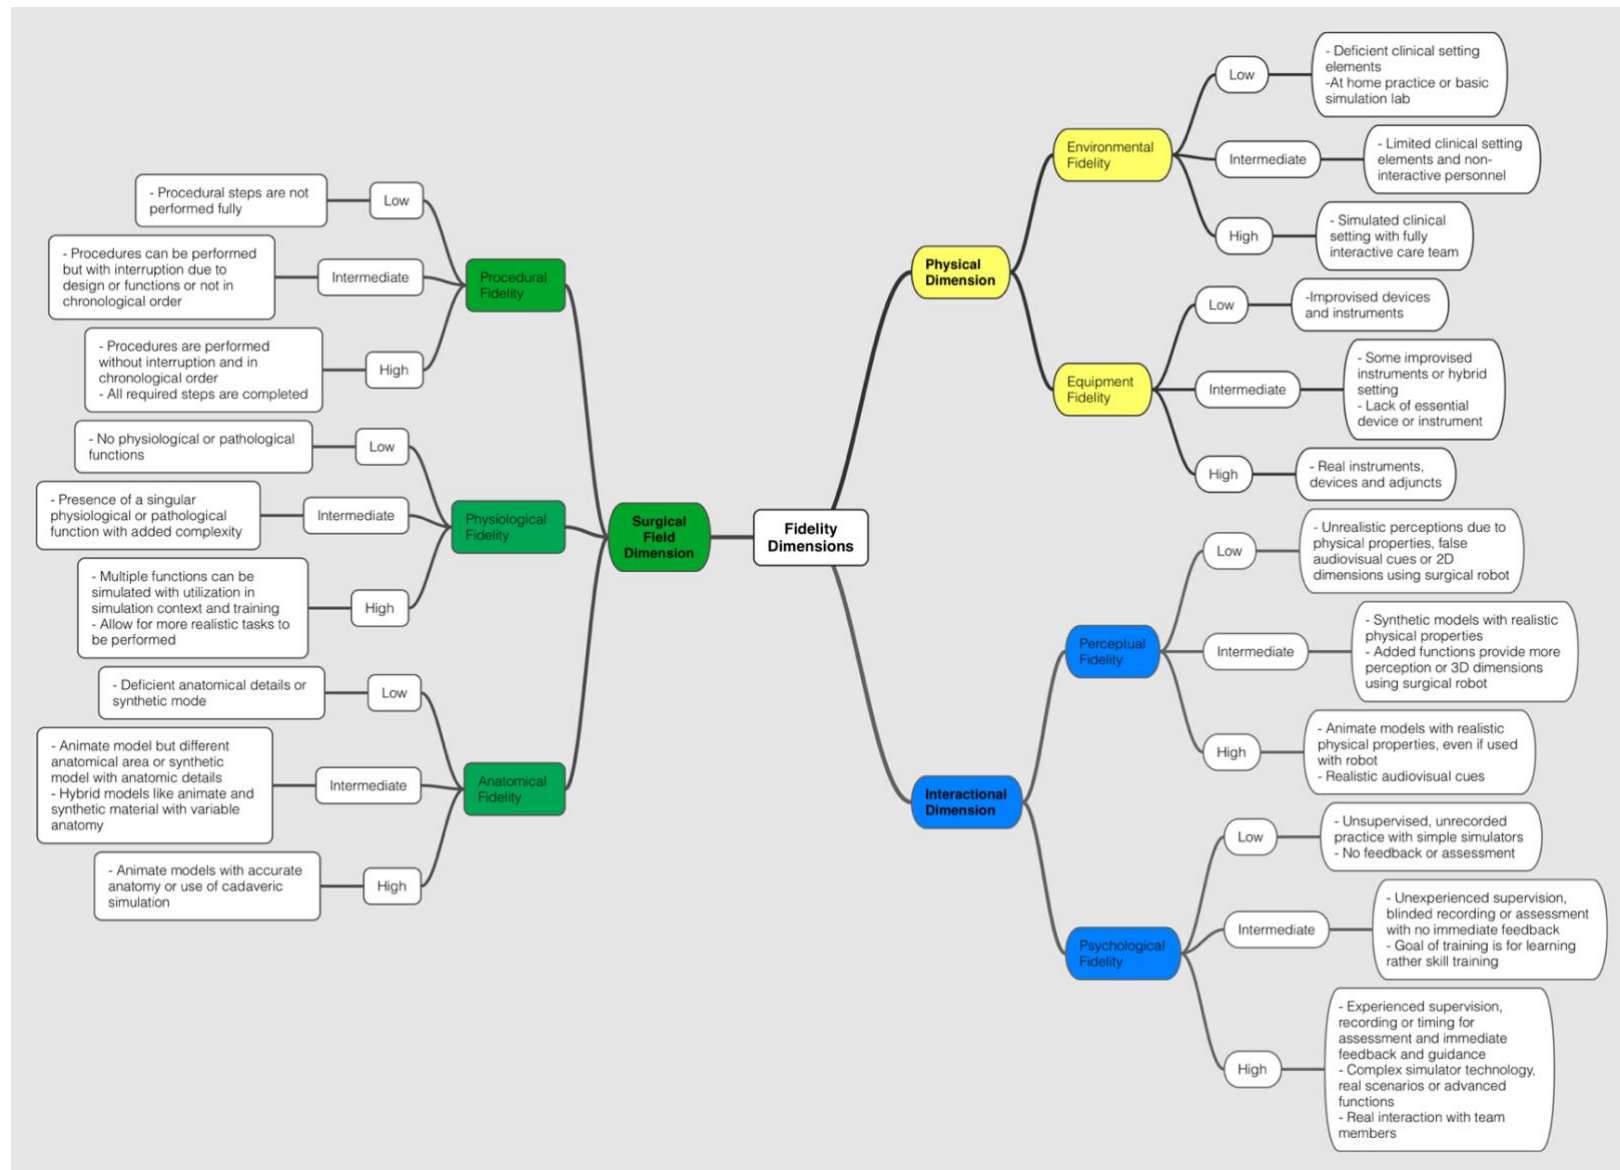 Fidelity
Dimensions
Surgical
Field
Dimension
Procedural
Fidelity
Low
- Procedural steps are not
performed fully
Intermediate
- Procedures can be performed
but with interruption due to
design or functions or not in
chronological order
High
- Procedures are performed
without interruption and in
chronological order
- All required steps are completed
Physiological
Fidelity
Low
- No physiological or pathological
functions
Intermediate
- Presence of a singular
physiological or pathological
function with added complexity
High
- Multiple functions can be
simulated with utilization in
simulation context and training
- Allow for more realistic tasks to
be performed
Anatomical
Fidelity
Low
- Deficient anatomical details or
synthetic mode
Intermediate
- Animate model but different
anatomical area or synthetic
model with anatomic details
- Hybrid models like animate and
synthetic material with variable
anatomy
High
- Animate models with accurate
anatomy or use of cadaveric
simulation
Physical
Dimension
Environmental
Fidelity
Low
- Deficient clinical setting
elements
-At home practice or basic
simulation lab
Intermediate
- Limited clinical setting
elements and non-
interactive personnel
High
- Simulated clinical
setting with fully
interactive care team
Equipment
Fidelity
Low
-Improvised devices
and instruments
Intermediate
- Some improvised
instruments or hybrid
setting
- Lack of essential
device or instrument
High
- Real instruments,
devices and adjuncts
Interactional
Dimension
Perceptual
Fidelity
Low
- Unrealistic perceptions due to
physical properties, false
audiovisual cues or 2D
dimensions using surgical robot
Intermediate
- Synthetic models with realistic
physical properties
- Added functions provide more
perception or 3D dimensions
using surgical robot
High
- Animate models with realistic
physical properties, even if used
with robot
- Realistic audiovisual cues
Psychological
Fidelity
Low
- Unsupervised, unrecorded
practice with simple simulators
- No feedback or assessment
Intermediate
- Unexperienced supervision,
blinded recording or assessment
with no immediate feedback
- Goal of training is for learning
rather skill training
High
- Experienced supervision,
recording or timing for
assessment and immediate
feedback and guidance
- Complex simulator technology,
real scenarios or advanced
functions
- Real interaction with team
members